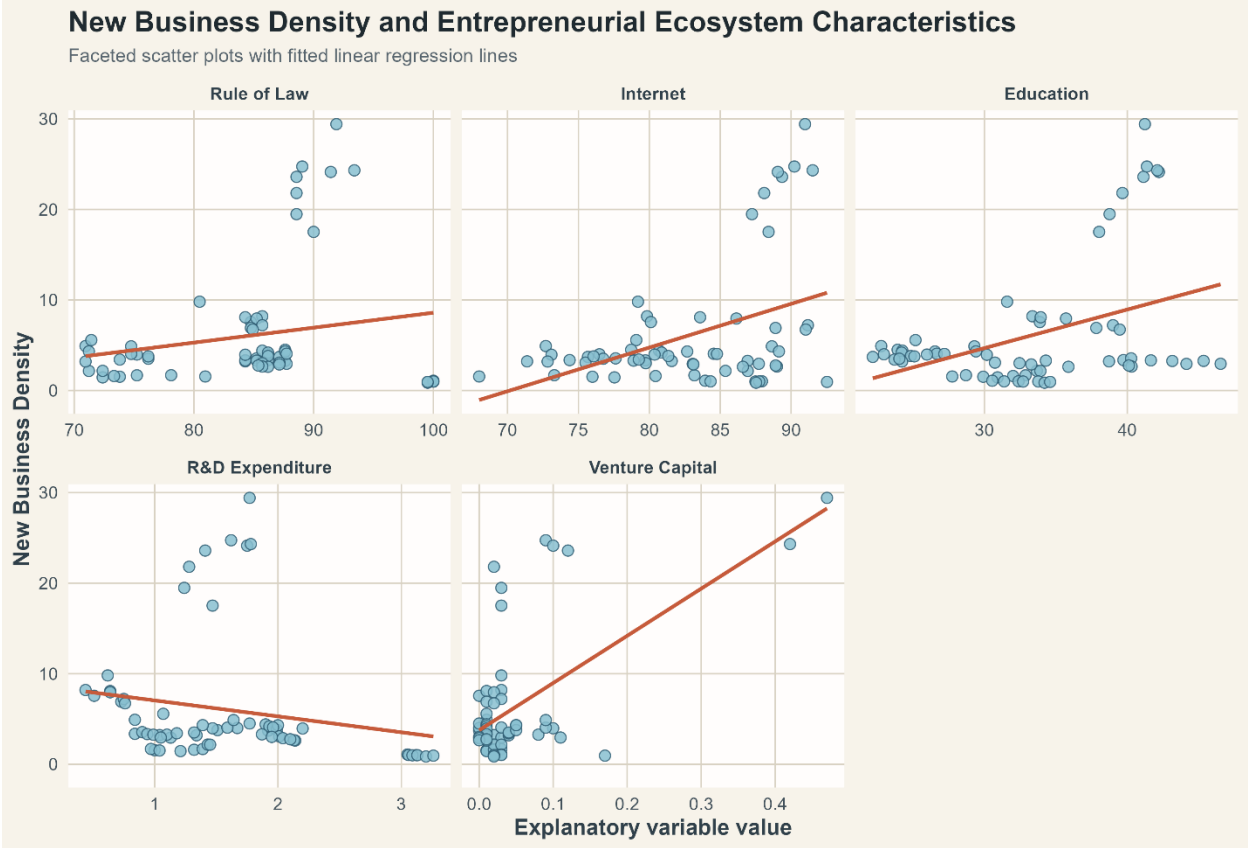 New Business Density and Entrepreneurial Ecosystem Characteristics
Faceted scatter plots with fitted linear regression lines
Rule of Law
Internet
Education
30
20
10
0
70 80 90 100
70 75 80 85 90
30 40
New Business Density
R&D Expenditure
Venture Capital
30
20
10
0
1 2 3
0.0 0.1 0.2 0.3 0.4
Explanatory variable value